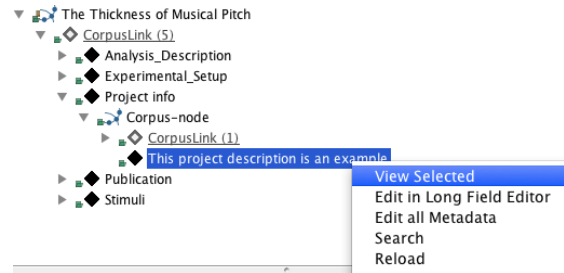 The Thickness of Musical Pitch
CorpusLink (5)
Analysis_Description
Experimental_Setup
Project info
Corpus-node
CorpusLink (1)
This project description is an example
Publication
Stimuli
View Selected
Edit in Long Field Editor
Edit all Metadata
Search
Reload